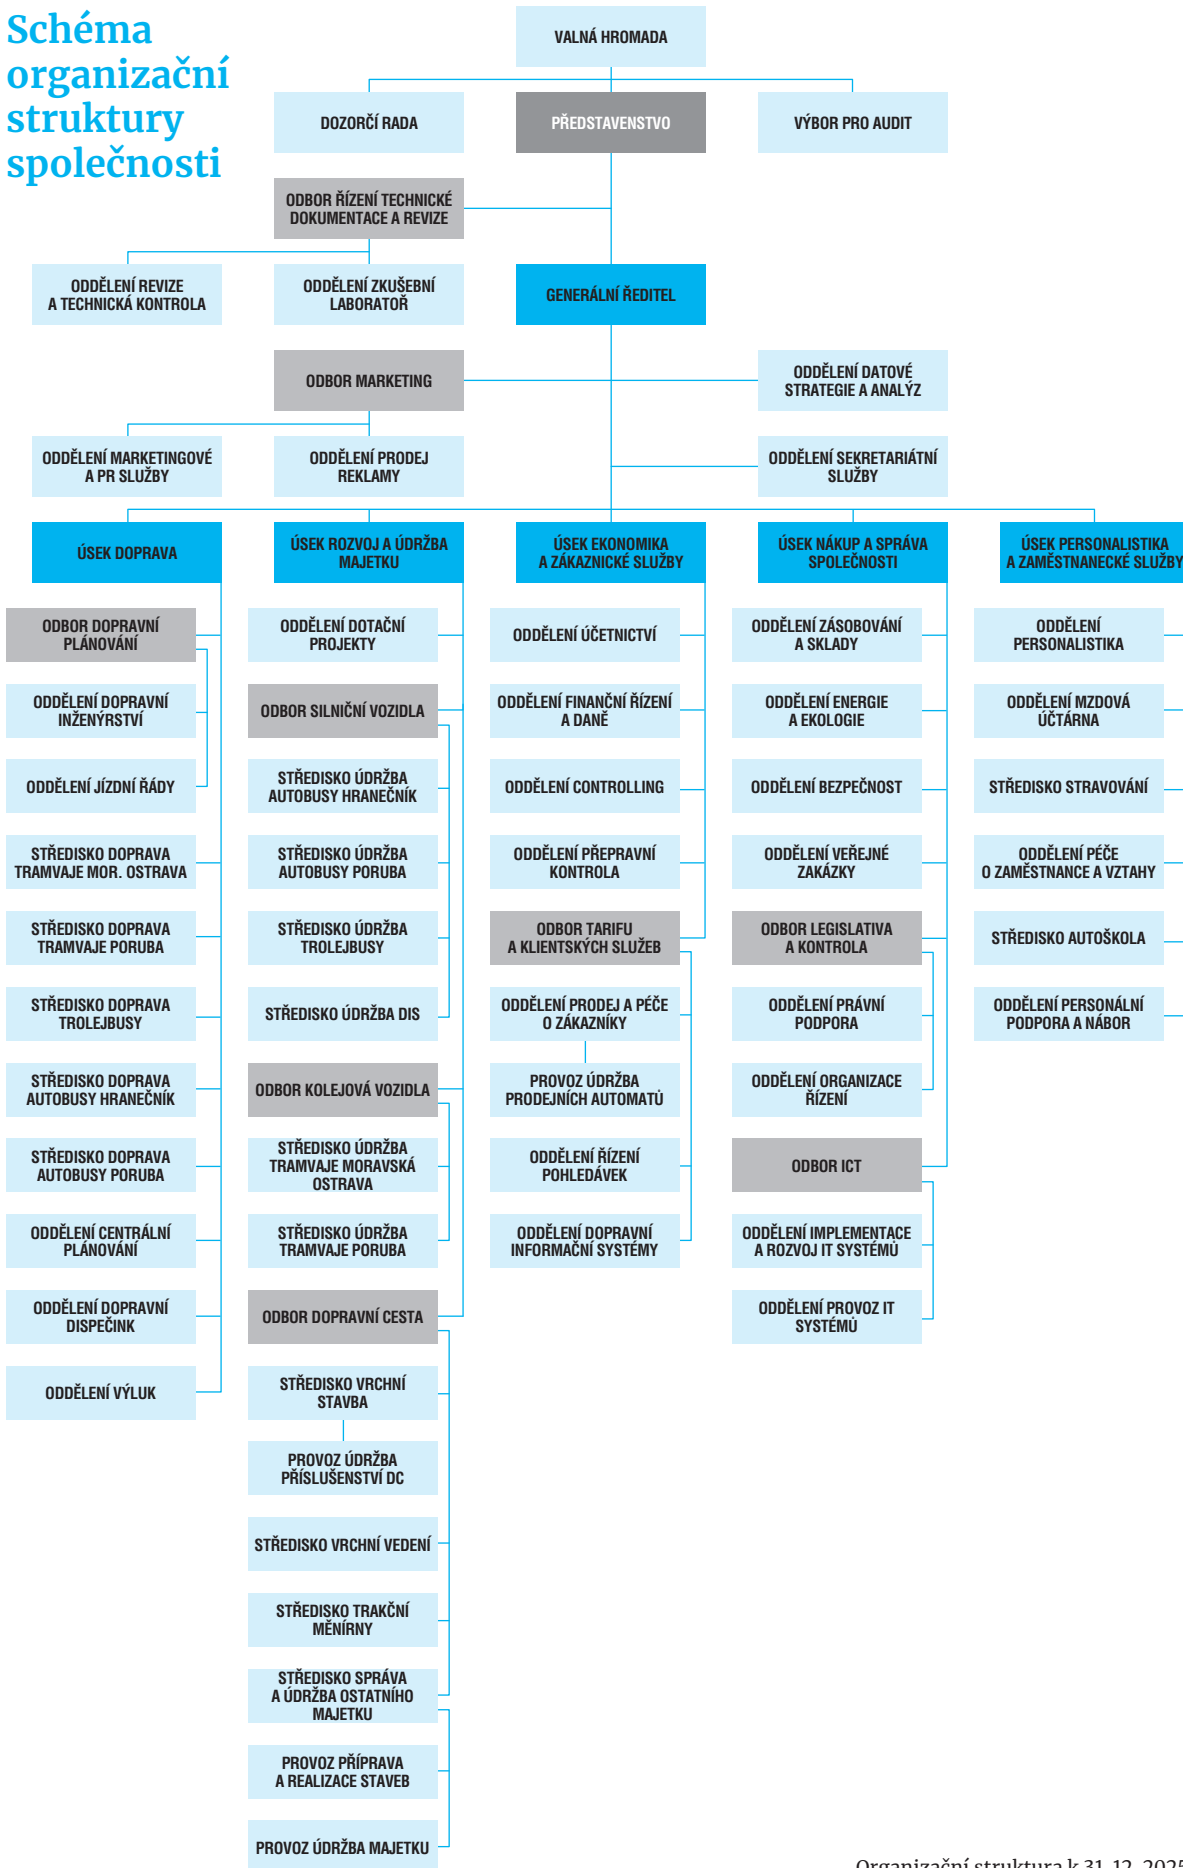 Schéma
organizační
struktury
společnosti
VALNÁ HROMADA
DOZORČÍ RADA
PŘEDSTAVENSTVO
VÝBOR PRO AUDIT
ODBOR ŘÍZENÍ TECHNICKÉ
DOKUMENTACE A REVIZE
ODDĚLENÍ REVIZE
A TECHNICKÁ KONTROLA
ODDĚLENÍ ZKUŠEBNÍ
LABORATOŘ
GENERÁLNÍ ŘEDITEL
ODBOR MARKETING
ODDĚLENÍ DATOVÉ
STRATEGIE A ANALÝZ
ODDĚLENÍ MARKETINGOVÉ
A PR SLUŽBY
ODDĚLENÍ PRODEJ
REKLAMY
ODDĚLENÍ SEKRETARIÁTNÍ
SLUŽBY
ÚSEK DOPRAVA
ODBOR DOPRAVNÍ
PLÁNOVÁNÍ
ODDĚLENÍ DOPRAVNÍ
INŽENÝRSTVÍ
ODDĚLENÍ JÍZDNÍ ŘÁDY
STŘEDISKO DOPRAVA
TRAMVAJE MOR. OSTRAVA
STŘEDISKO DOPRAVA
TRAMVAJE PORUBA
STŘEDISKO DOPRAVA
TROLEJBUSY
STŘEDISKO DOPRAVA
AUTOBUSY HRANEČNÍK
STŘEDISKO DOPRAVA
AUTOBUSY PORUBA
ODDĚLENÍ CENTRÁLNÍ
PLÁNOVÁNÍ
ODDĚLENÍ DOPRAVNÍ
DISPEČINK
ODDĚLENÍ VÝLUK
ÚSEK ROZVOJ A ÚDRŽBA
MAJETKU
ODDĚLENÍ DOTAČNÍ
PROJEKTY
ODBOR SILNIČNÍ VOZIDLA
STŘEDISKO ÚDRŽBA
AUTOBUSY HRANEČNÍK
STŘEDISKO ÚDRŽBA
AUTOBUSY PORUBA
STŘEDISKO ÚDRŽBA
TROLEJBUSY
STŘEDISKO ÚDRŽBA DIS
ODBOR KOLEJOVÁ VOZIDLA
STŘEDISKO ÚDRŽBA
TRAMVAJE MORAVSKÁ
OSTRAVA
STŘEDISKO ÚDRŽBA
TRAMVAJE PORUBA
ODBOR DOPRAVNÍ CESTA
STŘEDISKO VRCHNÍ
STAVBA
PROVOZ ÚDRŽBA
PŘÍSLUŠENSTVÍ DC
STŘEDISKO VRCHNÍ VEDENÍ
STŘEDISKO TRAKČNÍ
MĚNÍRNY
STŘEDISKO SPRÁVA
A ÚDRŽBA OSTATNÍHO
MAJETKU
PROVOZ PŘÍPRAVA
A REALIZACE STAVEB
PROVOZ ÚDRŽBA MAJETKU
ÚSEK EKONOMIKA
A ZÁKAZNICKÉ SLUŽBY
ODDĚLENÍ ÚČETNICTVÍ
ODDĚLENÍ FINANČNÍ ŘÍZENÍ
A DANĚ
ODDĚLENÍ CONTROLLING
ODDĚLENÍ PŘEPRAVNÍ
KONTROLA
ODBOR TARIFU
A KLIENTSKÝCH SLUŽEB
ODDĚLENÍ PRODEJ A PÉČE
O ZÁKAZNÍKY
PROVOZ ÚDRŽBA
PRODEJNÍCH AUTOMATŮ
ODDĚLENÍ ŘÍZENÍ
POHLEDÁVEK
ODDĚLENÍ DOPRAVNÍ
INFORMAČNÍ SYSTÉMY
ÚSEK NÁKUP A SPRÁVA
SPOLEČNOSTI
ODDĚLENÍ ZÁSOBOVÁNÍ
A SKLADY
ODDĚLENÍ ENERGIE
A EKOLOGIE
ODDĚLENÍ BEZPEČNOST
ODDĚLENÍ VEŘEJNÉ
ZAKÁZKY
ODBOR LEGISLATIVA
A KONTROLA
ODDĚLENÍ PRÁVNÍ
PODPORA
ODDĚLENÍ ORGANIZACE
ŘÍZENÍ
ODBOR ICT
ODDĚLENÍ IMPLEMENTACE
A ROZVOJ IT SYSTÉMŮ
ODDĚLENÍ PROVOZ IT
SYSTÉMŮ
ÚSEK PERSONALISTIKA
A ZAMĚSTNANECKÉ SLUŽBY
ODDĚLENÍ
PERSONALISTIKA
ODDĚLENÍ MZDOVÁ
ÚČTÁRNA
STŘEDISKO STRAVOVÁNÍ
ODDĚLENÍ PÉČE
O ZAMĚSTNANCE A VZTAHY
STŘEDISKO AUTOŠKOLA
ODDĚLENÍ PERSONÁLNÍ
PODPORA A NÁBOR
Organizační struktura k 31. 12. 2025